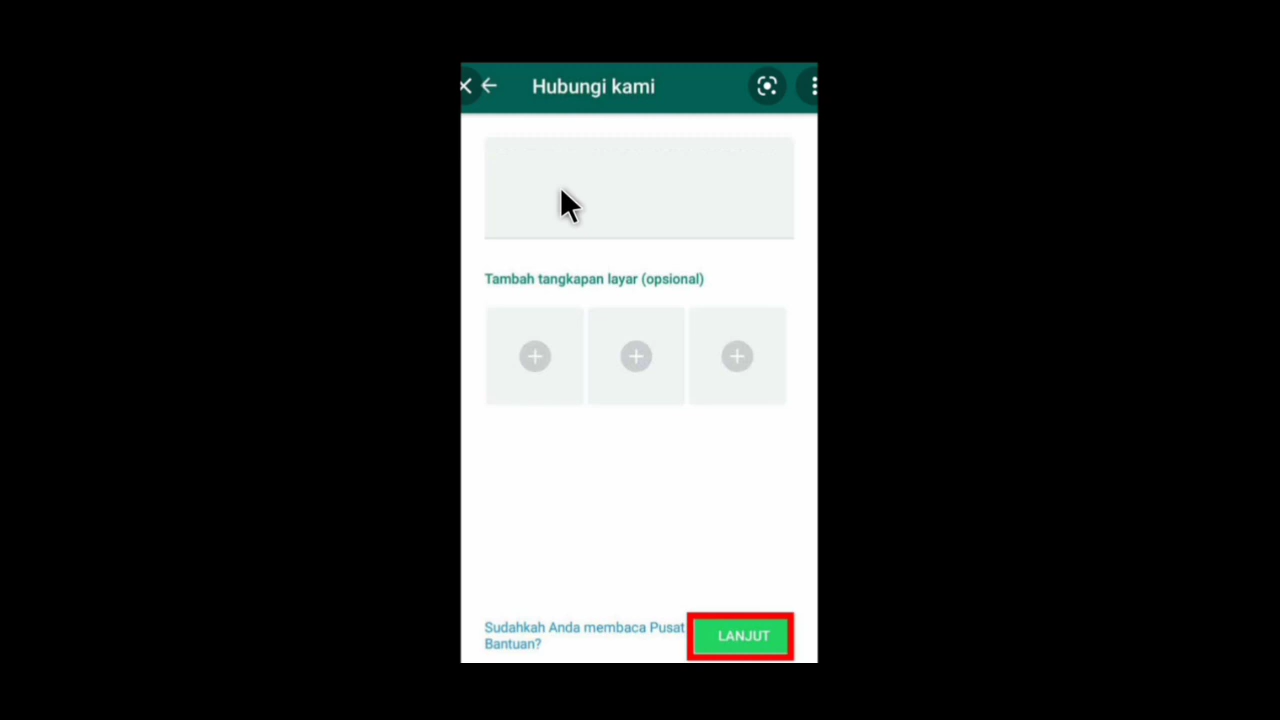 Hubungi kami
Tambah tangkapan layar (opsional)
Sudahkah Anda membaca Pusat
Bantuan?
LANJUT